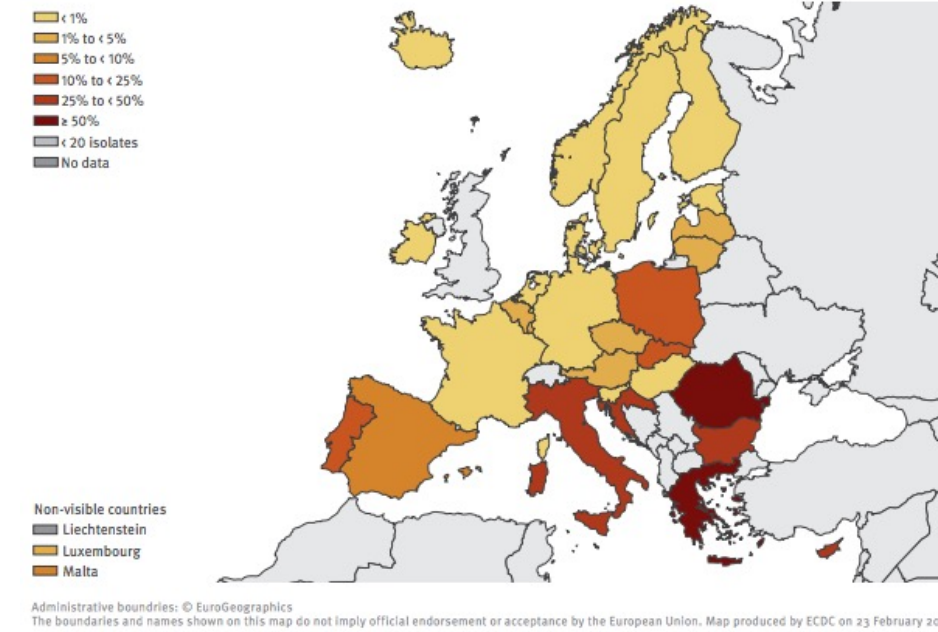 < 1%
1% to < 5%
5% to < 10%
10% to < 25%
25% to < 50%
≥ 50%
< 20 isolates
No data
Non-visible countries
Liechtenstein
Luxembourg
Malta
Administrative boundries: © EuroGeographics
The boundaries and names shown on this map do not imply official endorsement or acceptance by the European Union. Map produced by ECDC on 23 February